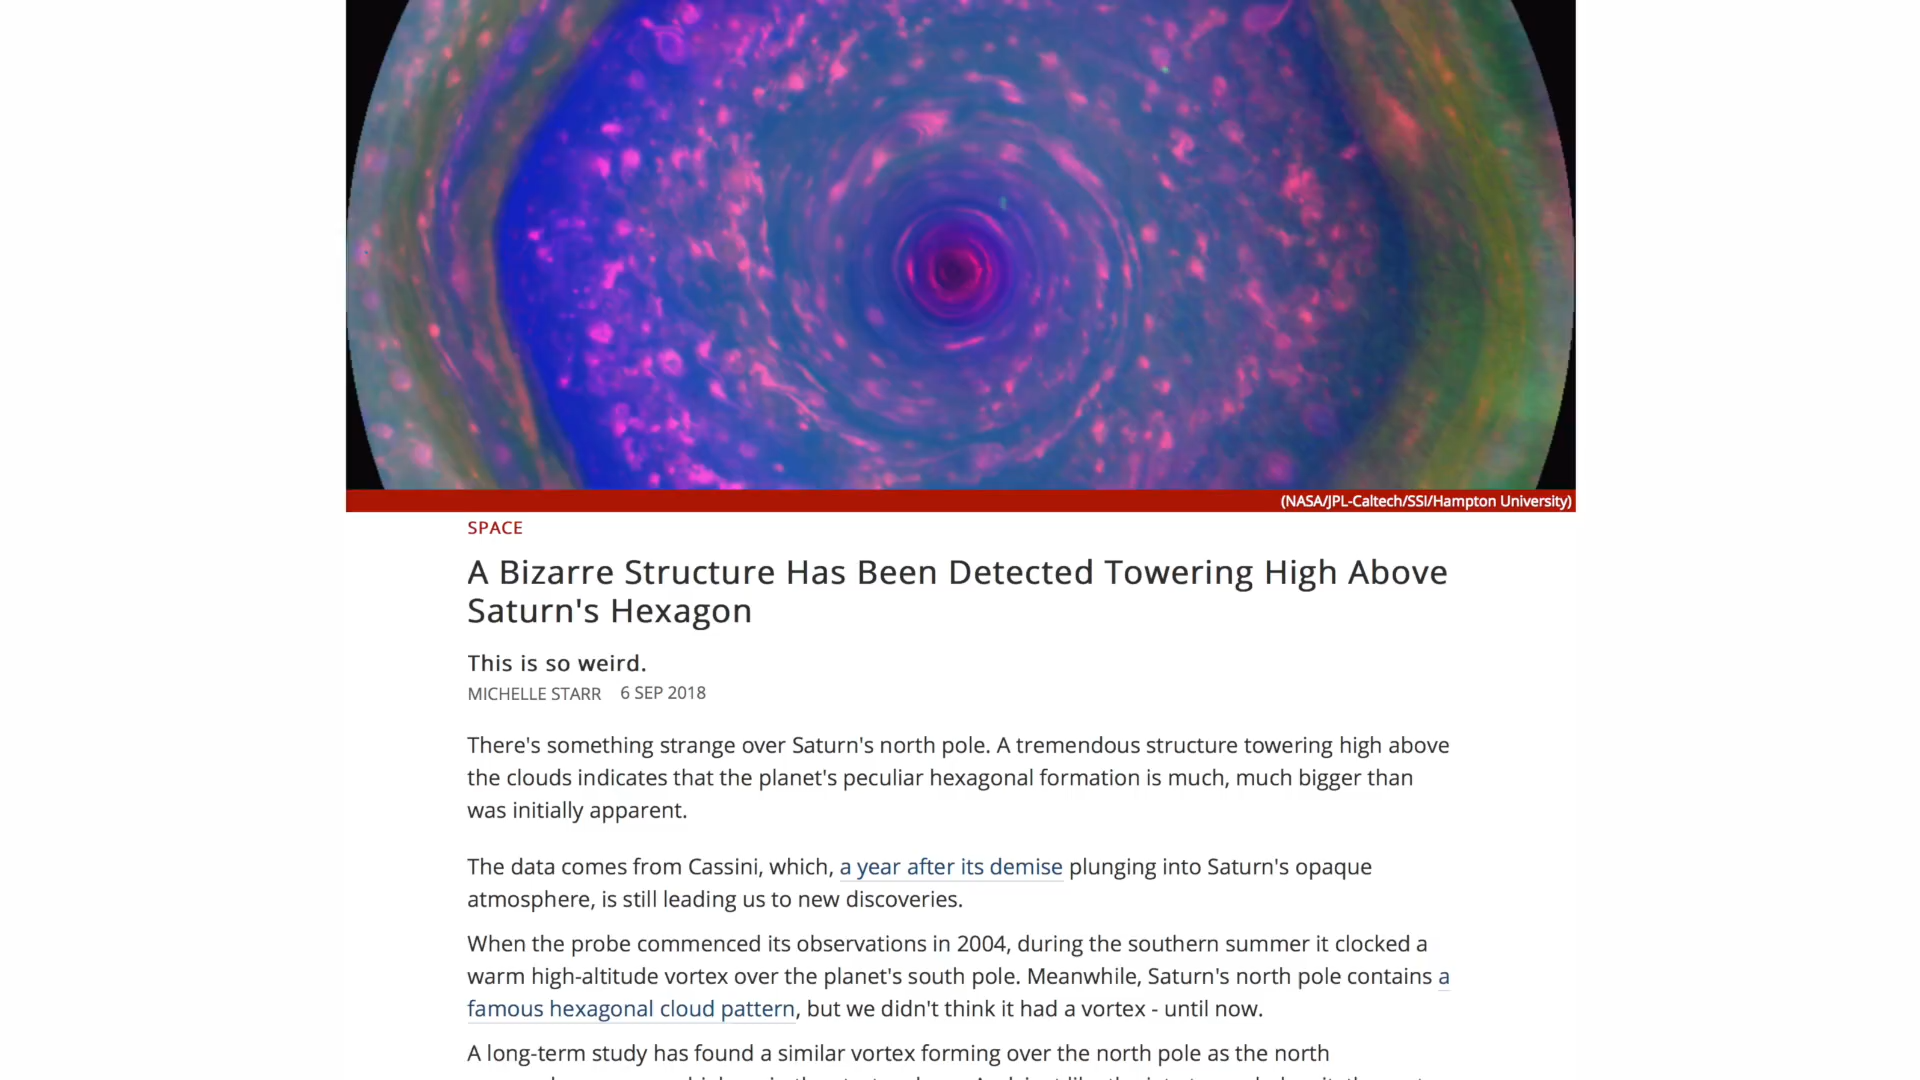 (NASA/JPL-Caltech/SSI/Hampton University)
SPACE
A Bizarre Structure Has Been Detected Towering High Above
Saturn's Hexagon
This is so weird.
MICHELLE STARR 6 SEP 2018
There's something strange over Saturn's north pole. A tremendous structure towering high above
the clouds indicates that the planet's peculiar hexagonal formation is much, much bigger than
was initially apparent.
The data comes from Cassini, which, a year after its demise plunging into Saturn's opaque
atmosphere, is still leading us to new discoveries.
When the probe commenced its observations in 2004, during the southern summer it clocked a
warm high-altitude vortex over the planet's south pole. Meanwhile, Saturn's north pole contains a
famous hexagonal cloud pattern, but we didn't think it had a vortex - until now.
A long-term study has found a similar vortex forming over the north pole as the north